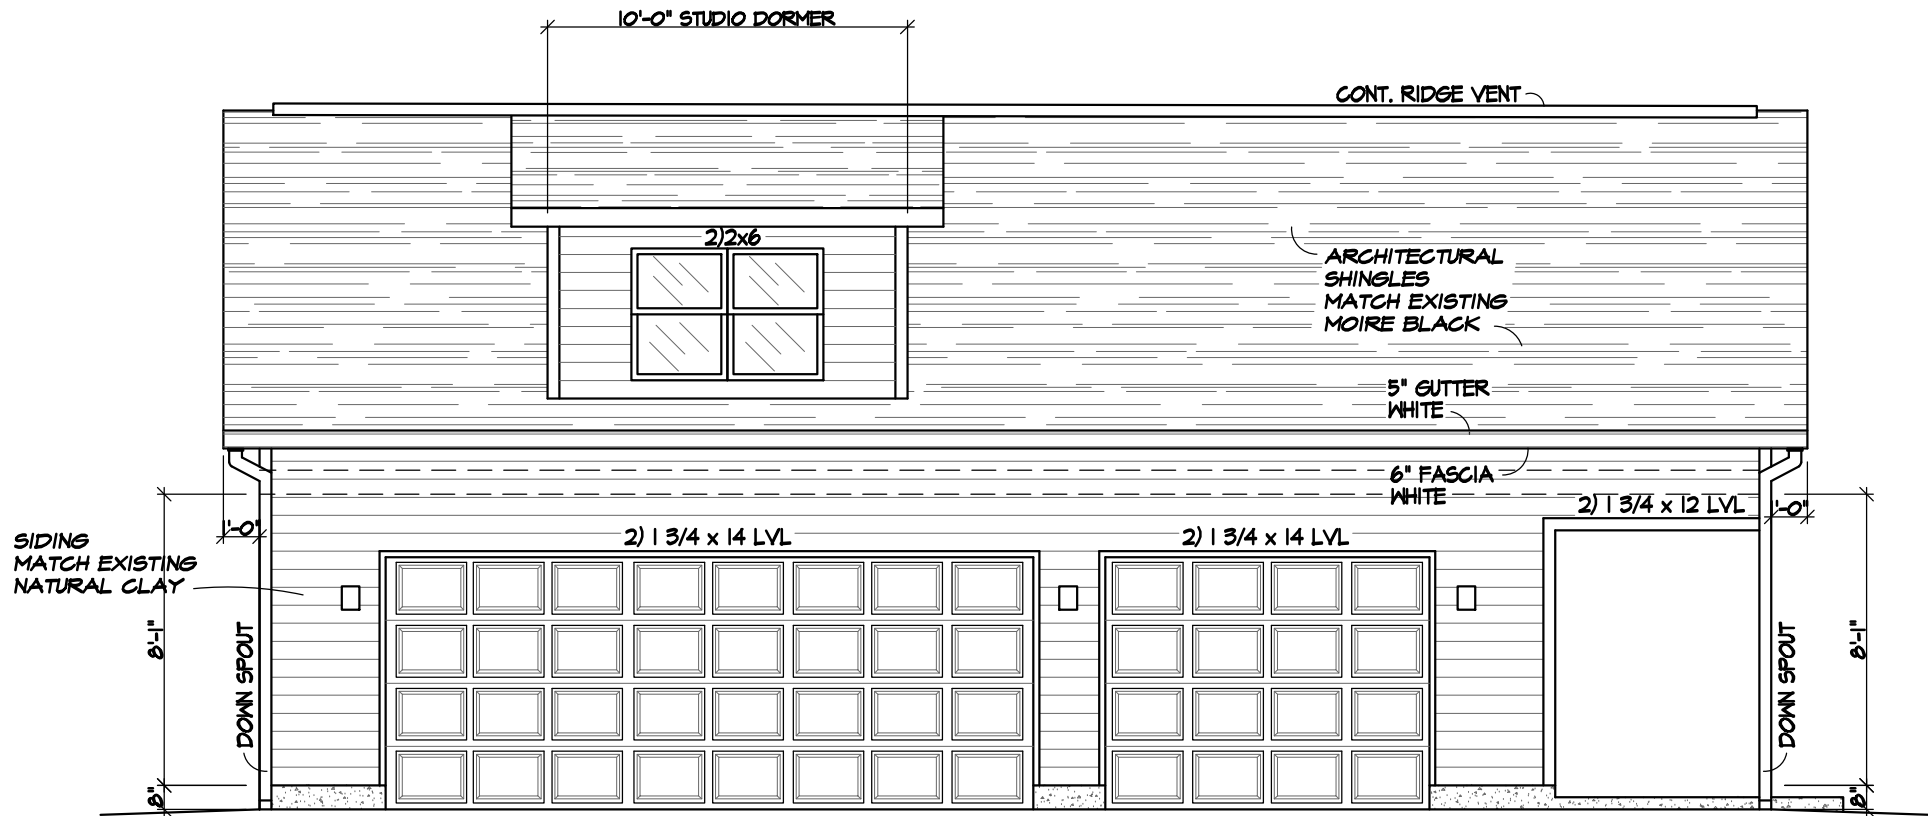 10'-0" STUDIO DORMER
CONT. RIDGE VENT
2)2x6
ARCHITECTURAL
SHINGLES
MATCH EXISTING
MOIRE BLACK
5" GUTTER
WHITE
6" FASCIA
WHITE
2) 1 3/4 x 12 LVL
1'-0"
1'-0"
2) 1 3/4 x 14 LVL
2) 1 3/4 x 14 LVL
SIDING
MATCH EXISTING
NATURAL CLAY
8'-1"
DOWN SPOUT
8"
DOWN SPOUT
8'-1"
8"